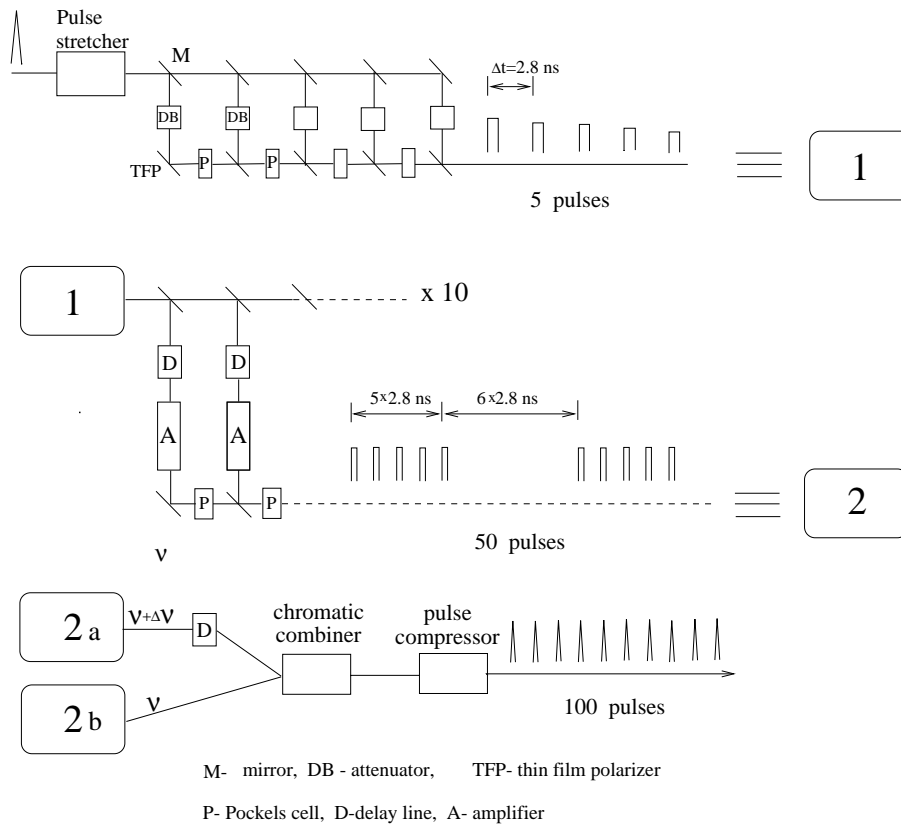 Pulse
stretcher
M
Δt=2.8 ns
DB DB
TFP P P
5 pulses
1
1
x 10
D D
A A
5x2.8 ns 6x2.8 ns
P P
50 pulses
2
ν
2 a
ν+Δν
D
chromatic
combiner
pulse
compressor
2 b
ν
100 pulses
M- mirror, DB - attenuator, TFP- thin film polarizer
P- Pockels cell, D-delay line, A- amplifier